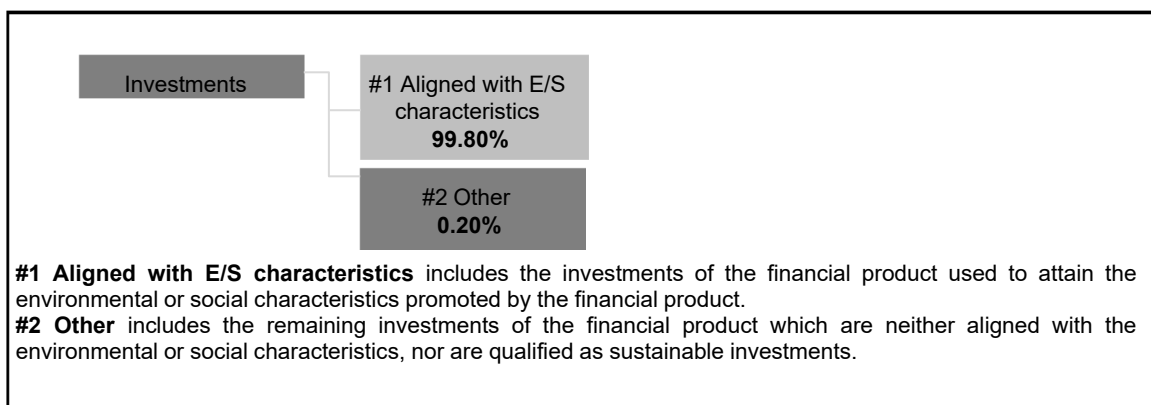 Investments
#1 Aligned with E/S
characteristics
99.80%
#2 Other
0.20%
#1 Aligned with E/S characteristics includes the investments of the financial product used to attain the
environmental or social characteristics promoted by the financial product.
#2 Other includes the remaining investments of the financial product which are neither aligned with the
environmental or social characteristics, nor are qualified as sustainable investments.